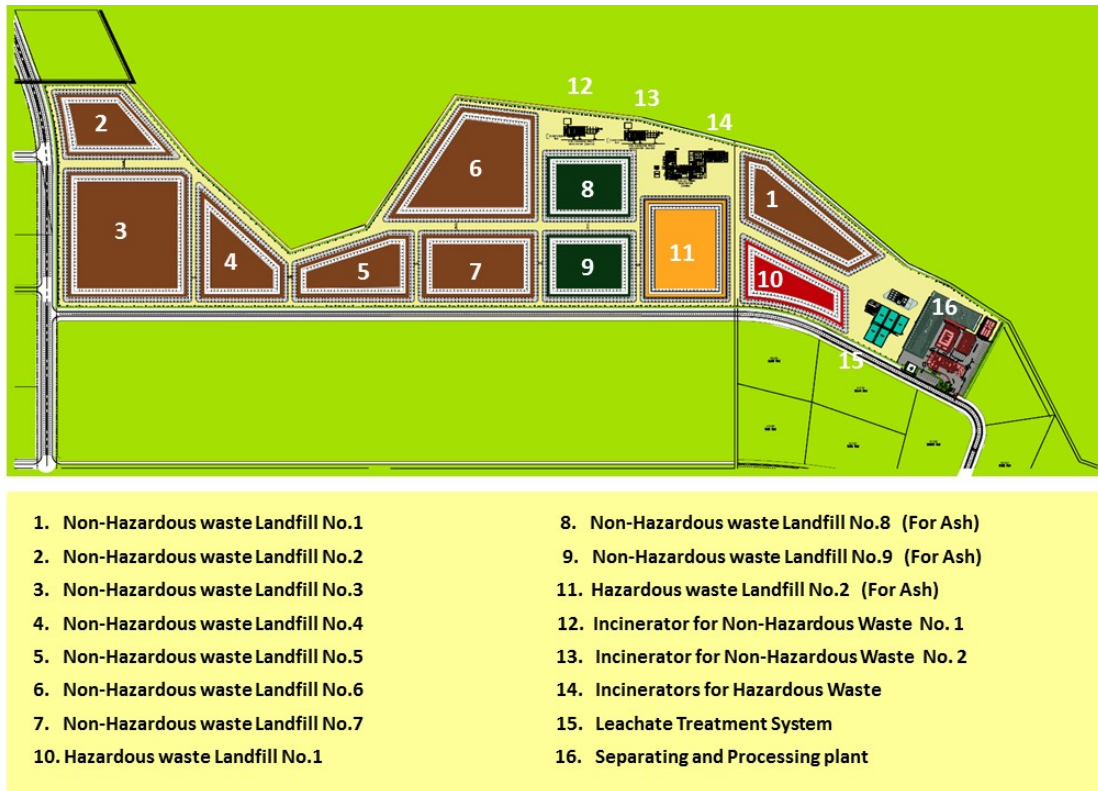 12
13
14
2
6
1
8
3
4
5
7
9
11
10
16
15
1. Non-Hazardous waste Landfill No.1
2. Non-Hazardous waste Landfill No.2
3. Non-Hazardous waste Landfill No.3
4. Non-Hazardous waste Landfill No.4
5. Non-Hazardous waste Landfill No.5
6. Non-Hazardous waste Landfill No.6
7. Non-Hazardous waste Landfill No.7
10. Hazardous waste Landfill No.1
8. Non-Hazardous waste Landfill No.8 (For Ash)
9. Non-Hazardous waste Landfill No.9 (For Ash)
11. Hazardous waste Landfill No.2 (For Ash)
12. Incinerator for Non-Hazardous Waste No. 1
13. Incinerator for Non-Hazardous Waste No. 2
14. Incinerators for Hazardous Waste
15. Leachate Treatment System
16. Separating and Processing plant